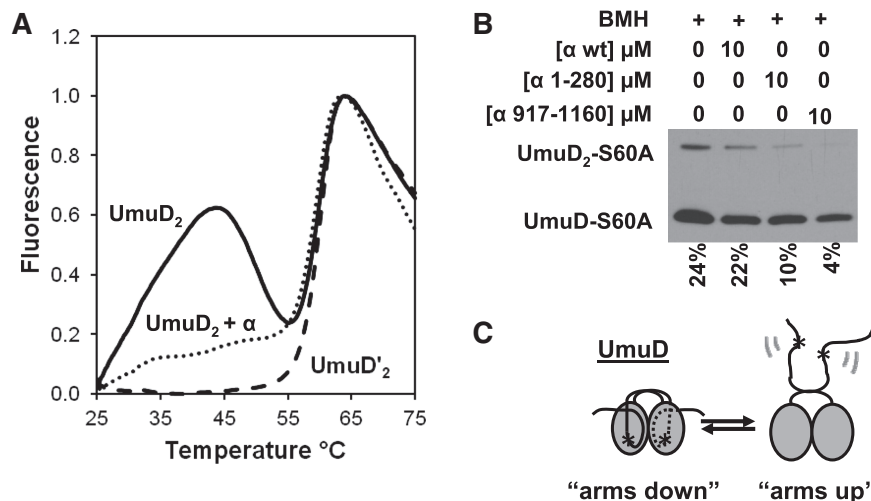 A
1.2
1.0
0.8
0.6
0.4
0.2
0.0
Fluorescence
UmuD2
UmuD2 + α
UmuD'2
25 35 45 55 65 75
Temperature °C
B
BMH + + + +
[α wt] µM 0 10 0 0
[α 1-280] µM 0 0 10 0
[α 917-1160] µM 0 0 0 10
UmuD2-S60A
UmuD-S60A
24% 22% 10% 4%
C
UmuD
* * * *
“arms down” “arms up”